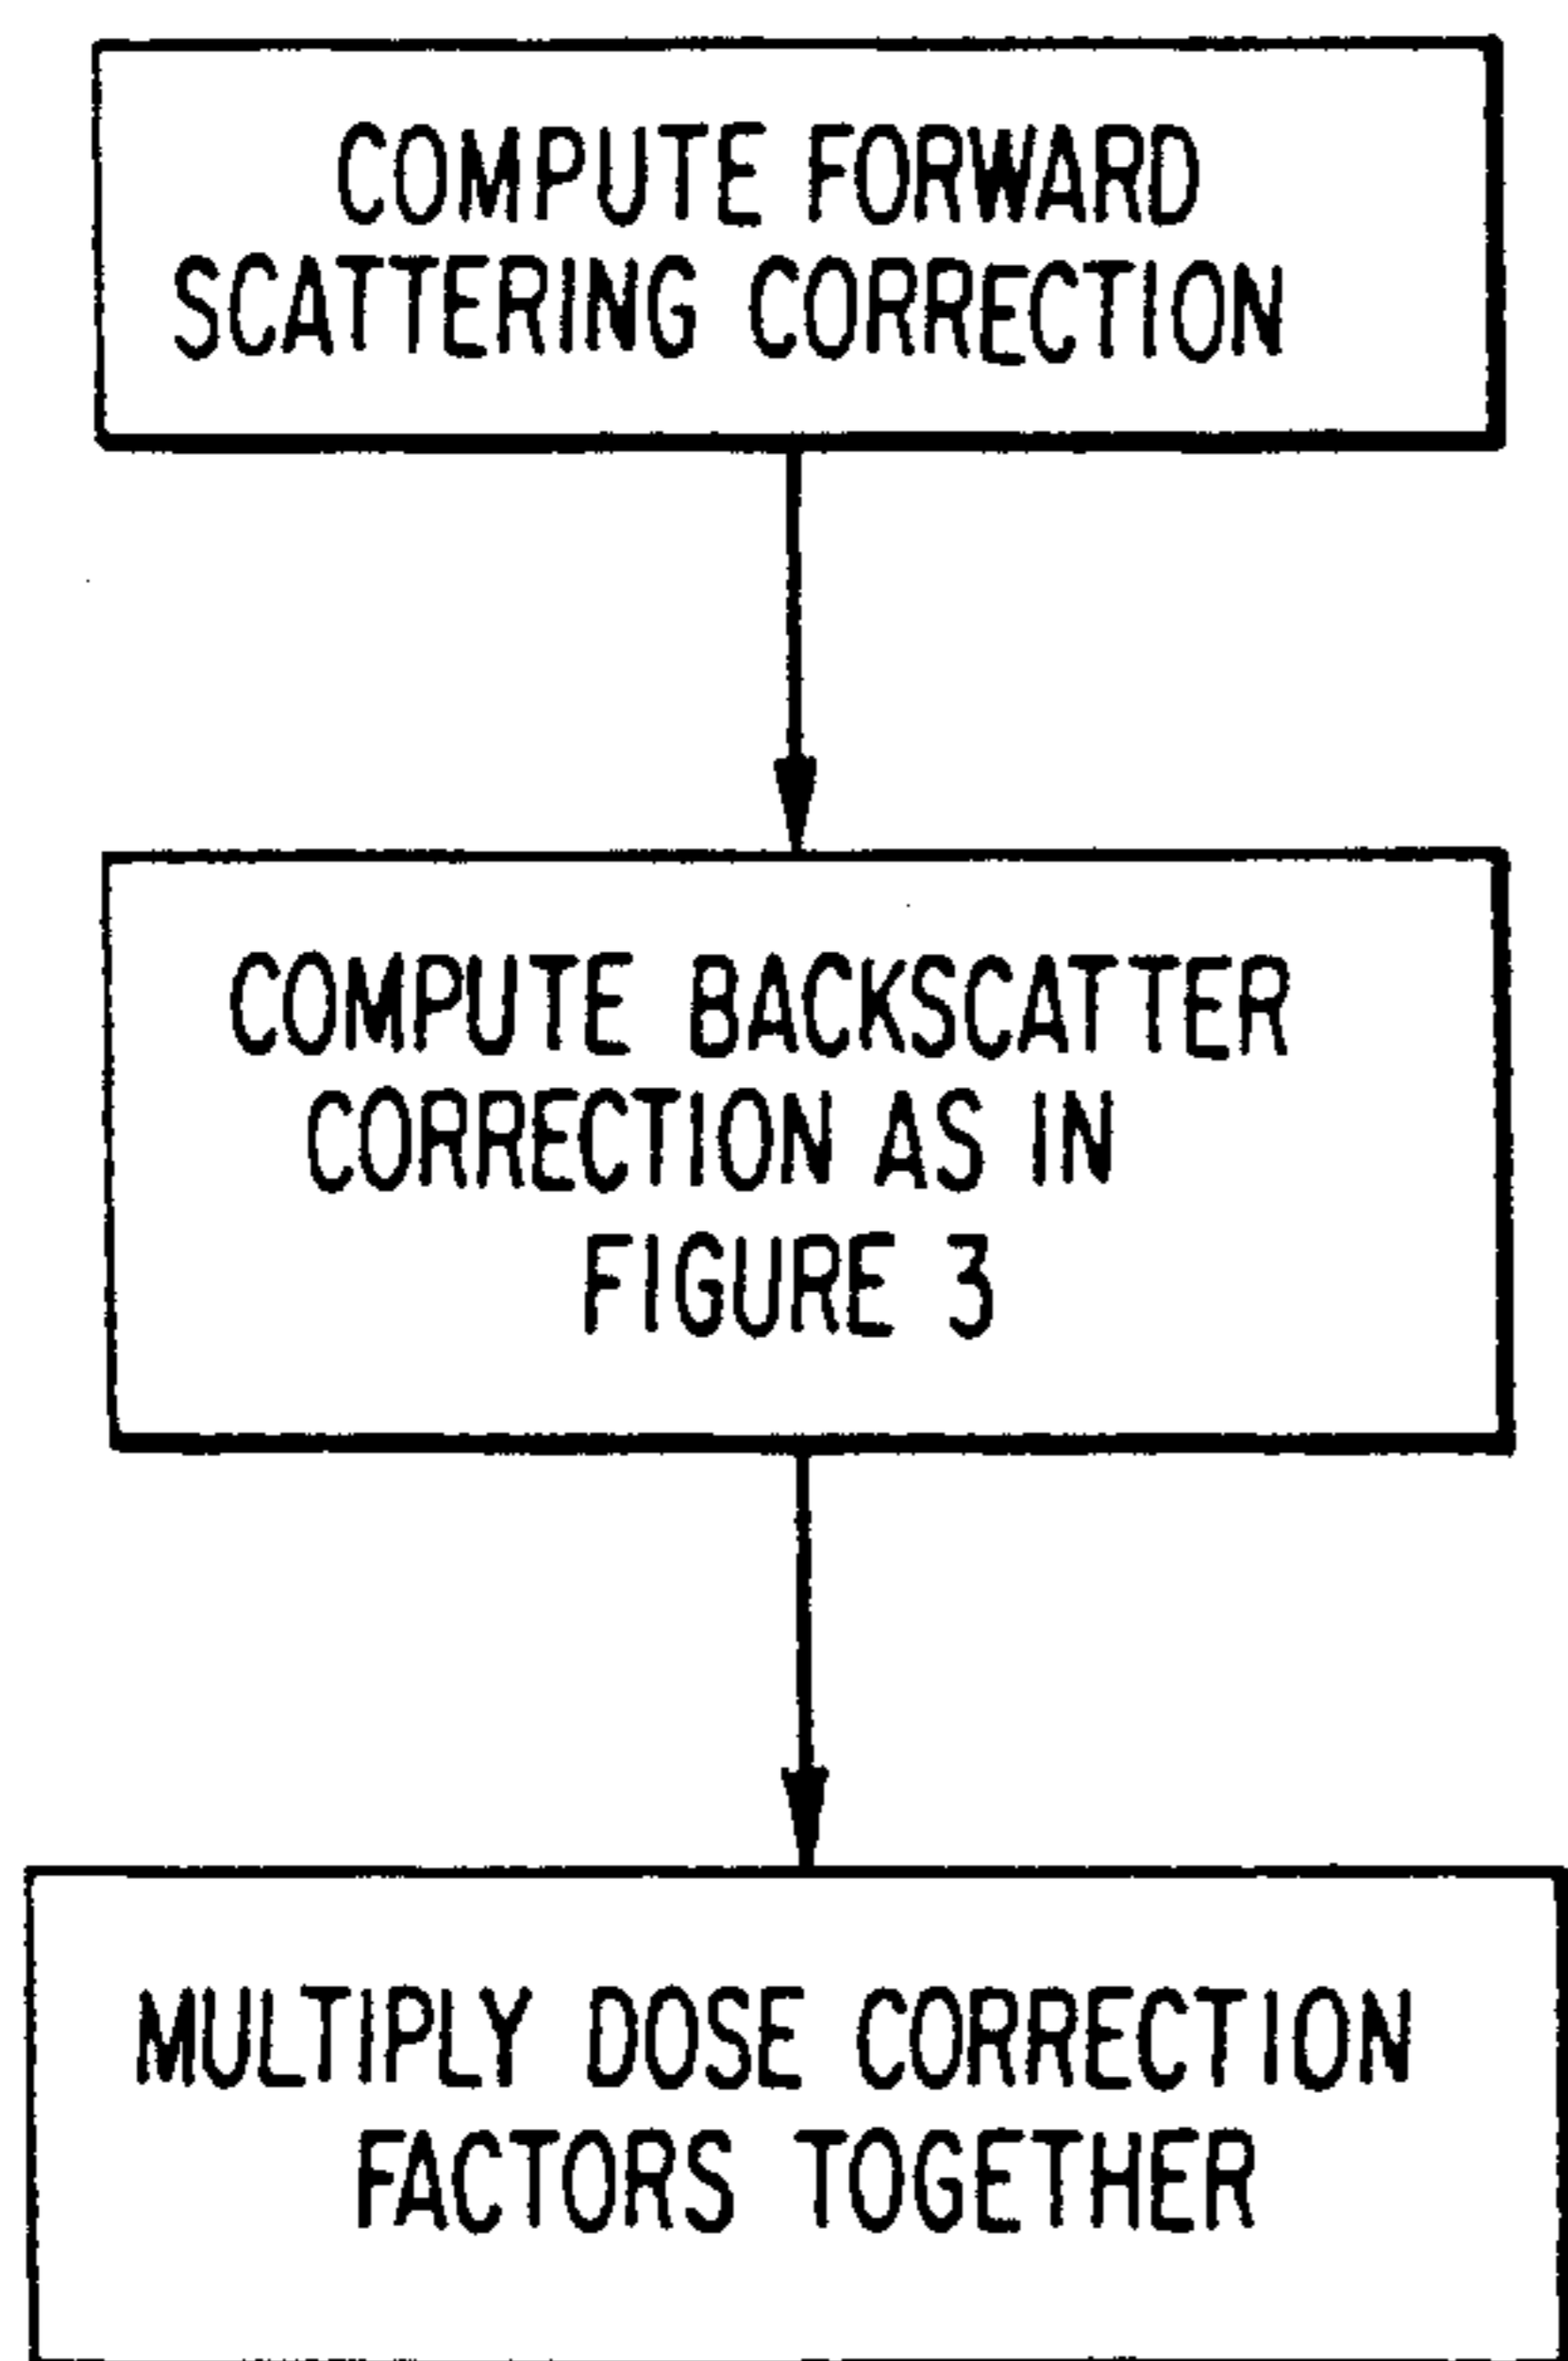 COMPUTE FORWARD
SCATTERING CORRECTION
COMPUTE BACKSCATTER
CORRECTION AS IN
FIGURE 3
MULTIPLY DOSE CORRECTION
FACTORS TOGETHER